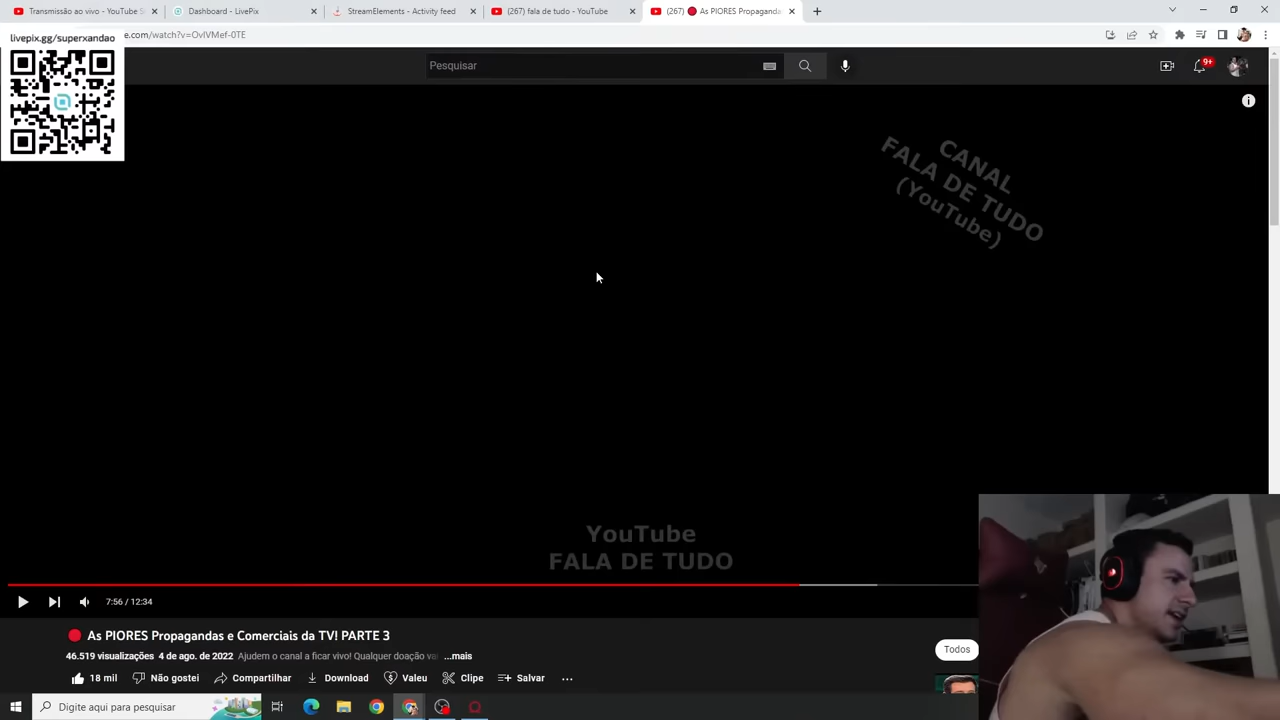 Transmissão ao vivo - YouTube S
Dashboard - LivePix
StreamElements - Activity feed
(267) fala de tudo - YouTube
(267) 🔴 As PIORES Propaganda
livepix.gg/superxandao
e.com/watch?v=OvIVMef-0TE
Pesquisar
9+
CANAL
FALA DE TUDO
(YouTube)
YouTube
FALA DE TUDO
7:56 / 12:34
🔴 As PIORES Propagandas e Comerciais da TV! PARTE 3
46.519 visualizações 4 de ago. de 2022 Ajudem o canal a ficar vivo! Qualquer doação va ...mais
Todos
18 mil Não gostei Compartilhar Download Valeu Clipe Salvar
Digite aqui para pesquisar